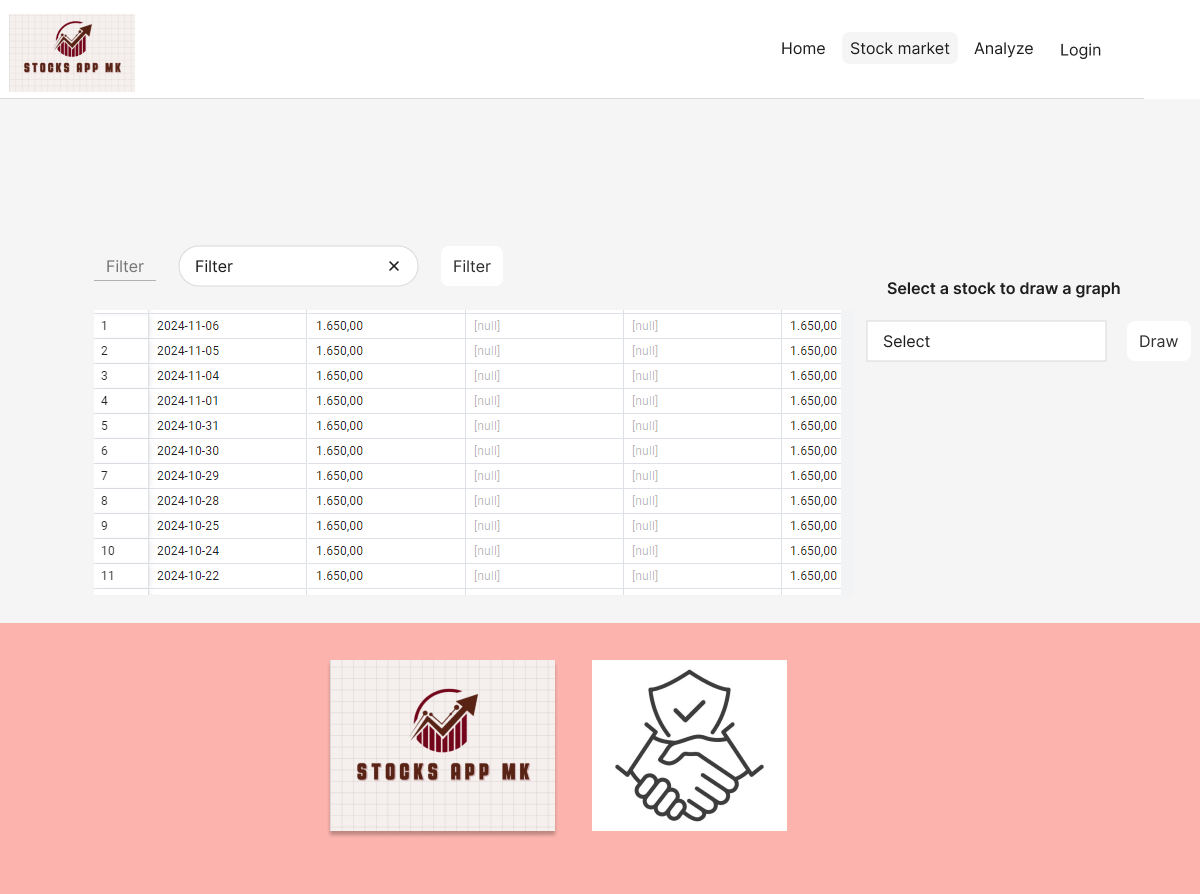 STOCKS APP MK
Home Stock market Analyze Login
Filter Filter Filter
Select a stock to draw a graph
Select Draw
1 2024-11-06 1.650,00 [null] [null] 1.650,00
2 2024-11-05 1.650,00 [null] [null] 1.650,00
3 2024-11-04 1.650,00 [null] [null] 1.650,00
4 2024-11-01 1.650,00 [null] [null] 1.650,00
5 2024-10-31 1.650,00 [null] [null] 1.650,00
6 2024-10-30 1.650,00 [null] [null] 1.650,00
7 2024-10-29 1.650,00 [null] [null] 1.650,00
8 2024-10-28 1.650,00 [null] [null] 1.650,00
9 2024-10-25 1.650,00 [null] [null] 1.650,00
10 2024-10-24 1.650,00 [null] [null] 1.650,00
11 2024-10-22 1.650,00 [null] [null] 1.650,00
STOCKS APP MK